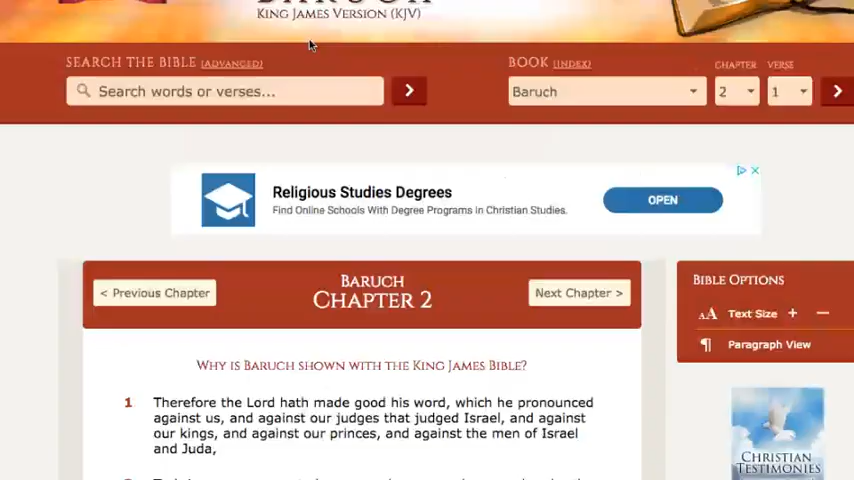 KING JAMES VERSION (KJV)
SEARCH THE BIBLE (ADVANCED)
BOOK (INDEX)
CHAPTER
VERSE
Search words or verses...
Baruch
2
1
Religious Studies Degrees
Find Online Schools With Degree Programs in Christian Studies.
OPEN
< Previous Chapter
BARUCH
CHAPTER 2
Next Chapter >
BIBLE OPTIONS
AA Text Size + −
¶ Paragraph View
WHY IS BARUCH SHOWN WITH THE KING JAMES BIBLE?
1 Therefore the Lord hath made good his word, which he pronounced
against us, and against our judges that judged Israel, and against
our kings, and against our princes, and against the men of Israel
and Juda,
CHRISTIAN
TESTIMONIES